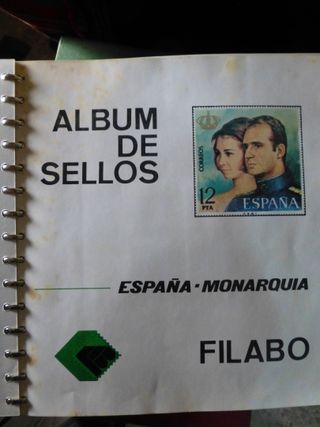 ALBUM
DE
SELLOS
CORREOS
12
PTA
ESPAÑA
ESPAÑA - MONARQUIA
FILABO